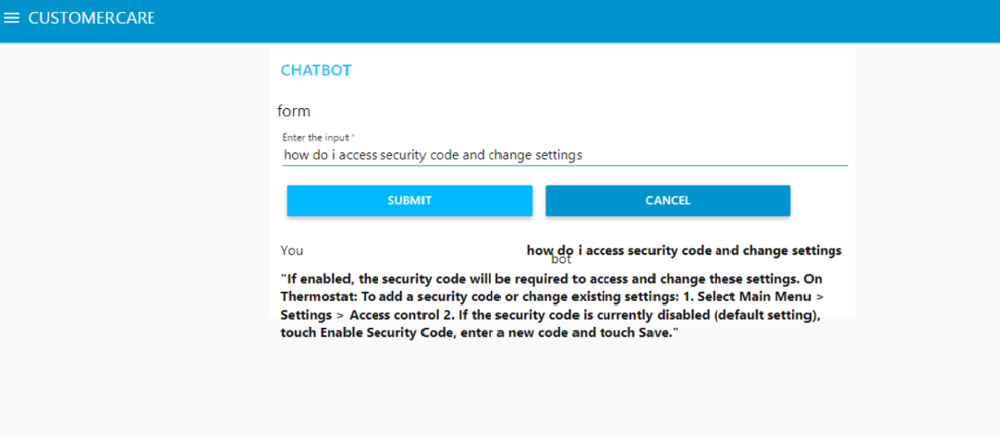 CUSTOMERCARE
CHATBOT
form
Enter the input *
how do i access security code and change settings
SUBMIT
CANCEL
You
how do i access security code and change settings
bot
"If enabled, the security code will be required to access and change these settings. On
Thermostat: To add a security code or change existing settings: 1. Select Main Menu >
Settings > Access control 2. If the security code is currently disabled (default setting),
touch Enable Security Code, enter a new code and touch Save."